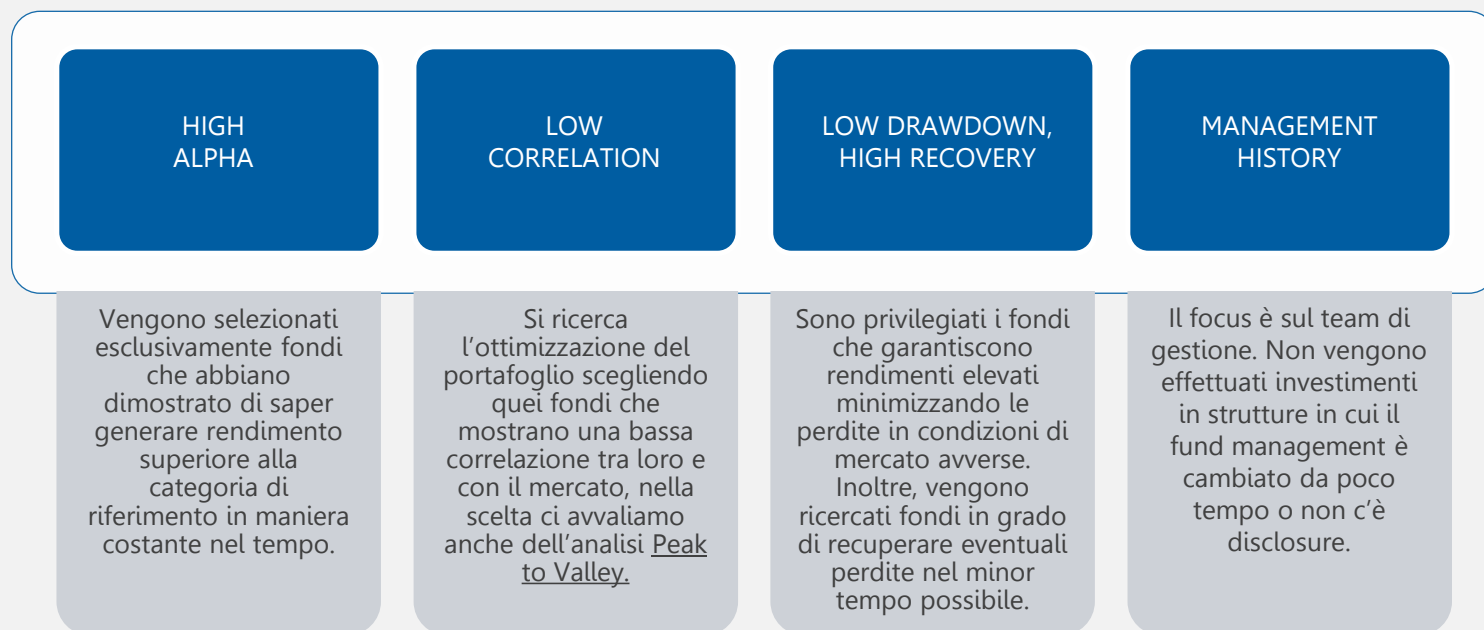 HIGH
ALPHA
LOW
CORRELATION
LOW DRAWDOWN,
HIGH RECOVERY
MANAGEMENT
HISTORY
Vengono selezionati
esclusivamente fondi
che abbiano
dimostrato di saper
generare rendimento
superiore alla
categoria di
riferimento in maniera
costante nel tempo.
Si ricerca
l’ottimizzazione del
portafoglio scegliendo
quei fondi che
mostrano una bassa
correlazione tra loro e
con il mercato, nella
scelta ci avvaliamo
anche dell’analisi Peak
to Valley.
Sono privilegiati i fondi
che garantiscono
rendimenti elevati
minimizzando le
perdite in condizioni di
mercato avverse.
Inoltre, vengono
ricercati fondi in grado
di recuperare eventuali
perdite nel minor
tempo possibile.
Il focus è sul team di
gestione. Non vengono
effettuati investimenti
in strutture in cui il
fund management è
cambiato da poco
tempo o non c’è
disclosure.